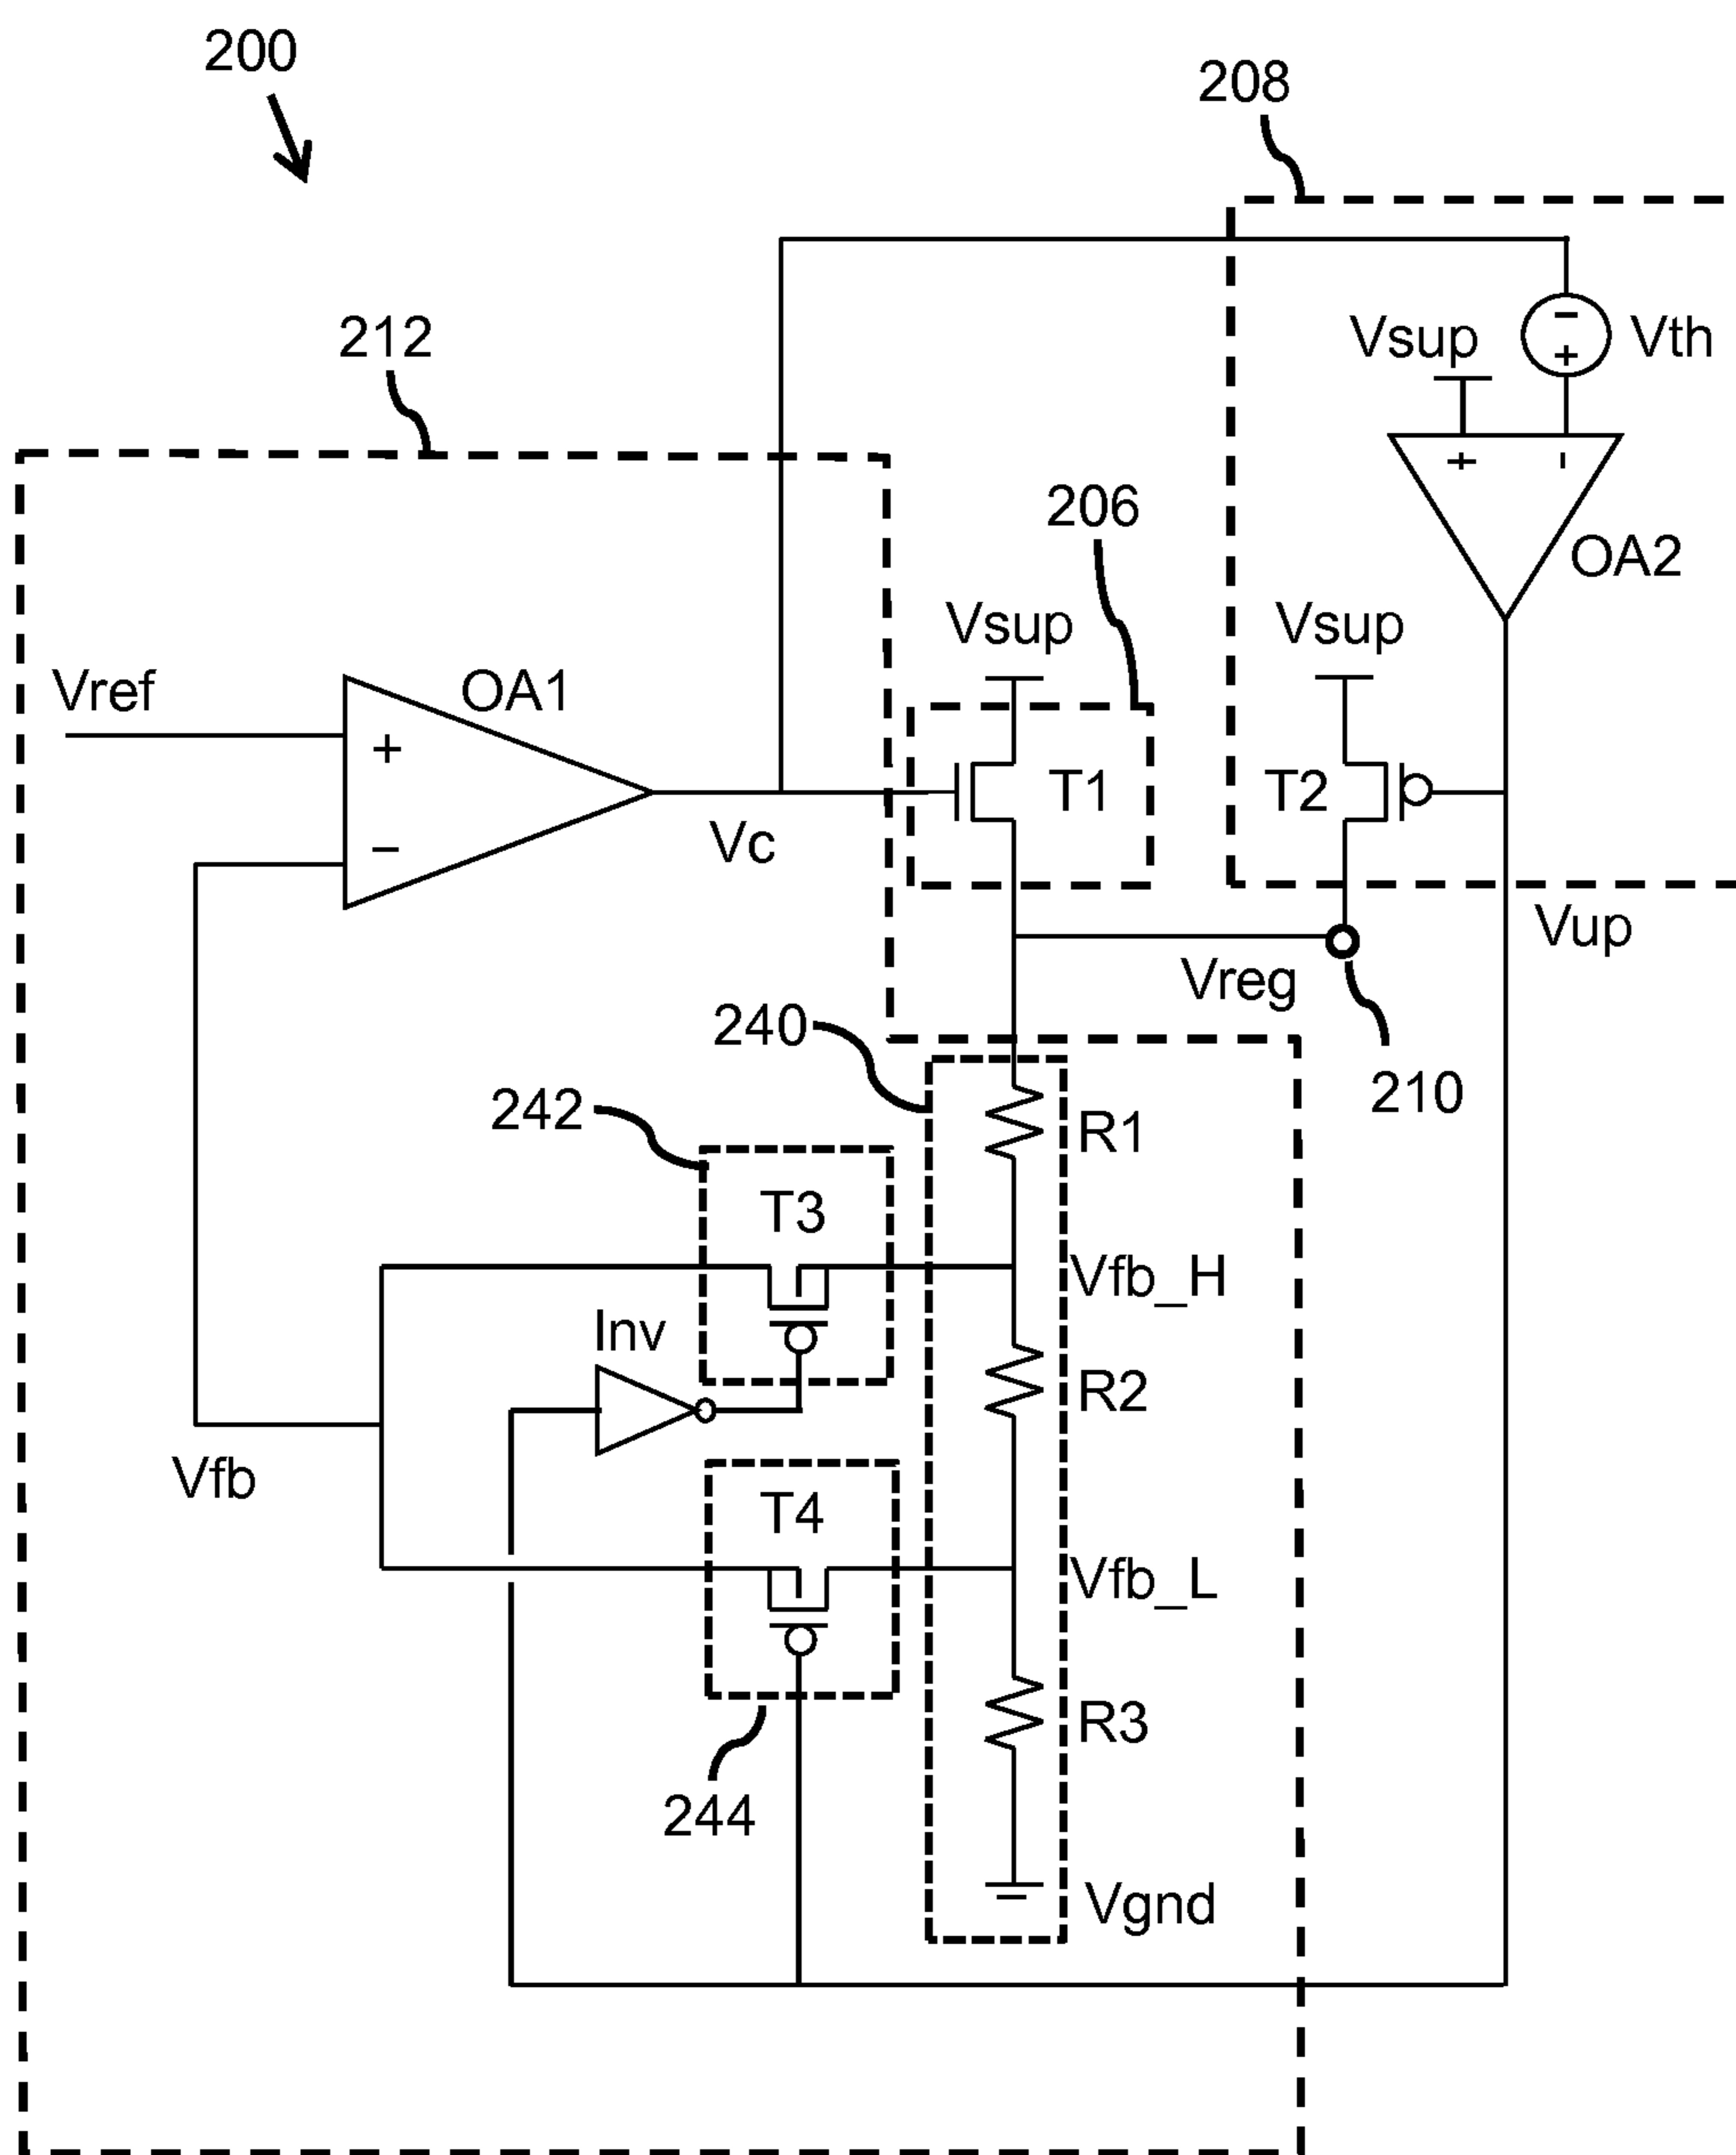 200
208
212
Vsup
-
+
Vth
+
-
206
OA2
Vsup
Vsup
Vref
OA1
+
T1
T2
−
Vc
Vup
Vreg
240
210
242
R1
T3
Vfb_H
Inv
R2
Vfb
T4
Vfb_L
R3
244
Vgnd